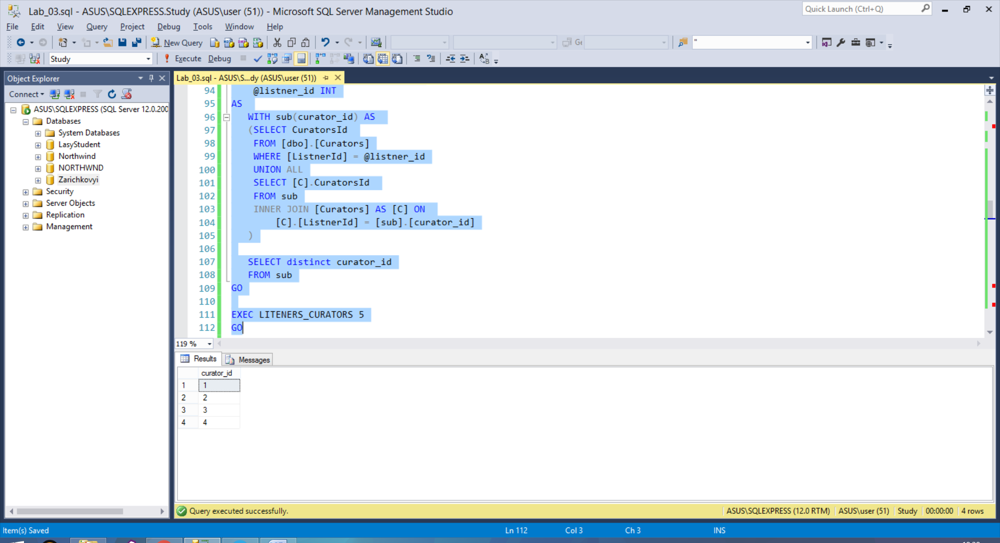 Lab_03.sql - ASUS\SQLEXPRESS.Study (ASUS\user (51)) - Microsoft SQL Server Management Studio
Quick Launch (Ctrl+Q)
File Edit View Query Project Debug Tools Window Help
New Query
"
Study
Execute Debug
Object Explorer
Connect
ASUS\SQLEXPRESS (SQL Server 12.0.200
Databases
System Databases
LasyStudent
Northwind
NORTHWND
Zarichkovyi
Security
Server Objects
Replication
Management
Lab_03.sql - ASUS\S...dy (ASUS\user (51))
94 @listner_id INT
95 AS
96 WITH sub(curator_id) AS
97 (SELECT CuratorsId
98 FROM [dbo].[Curators]
99 WHERE [ListnerId] = @listner_id
100 UNION ALL
101 SELECT [C].CuratorsId
102 FROM sub
103 INNER JOIN [Curators] AS [C] ON
104 [C].[ListnerId] = [sub].[curator_id]
105 )
106
107 SELECT distinct curator_id
108 FROM sub
109 GO
110
111 EXEC LITENERS_CURATORS 5
112 GO
119 %
Results Messages
curator_id
1 1
2 2
3 3
4 4
Query executed successfully.
ASUS\SQLEXPRESS (12.0 RTM) ASUS\user (51) Study 00:00:00 4 rows
Item(s) Saved
Ln 112 Col 3 Ch 3 INS